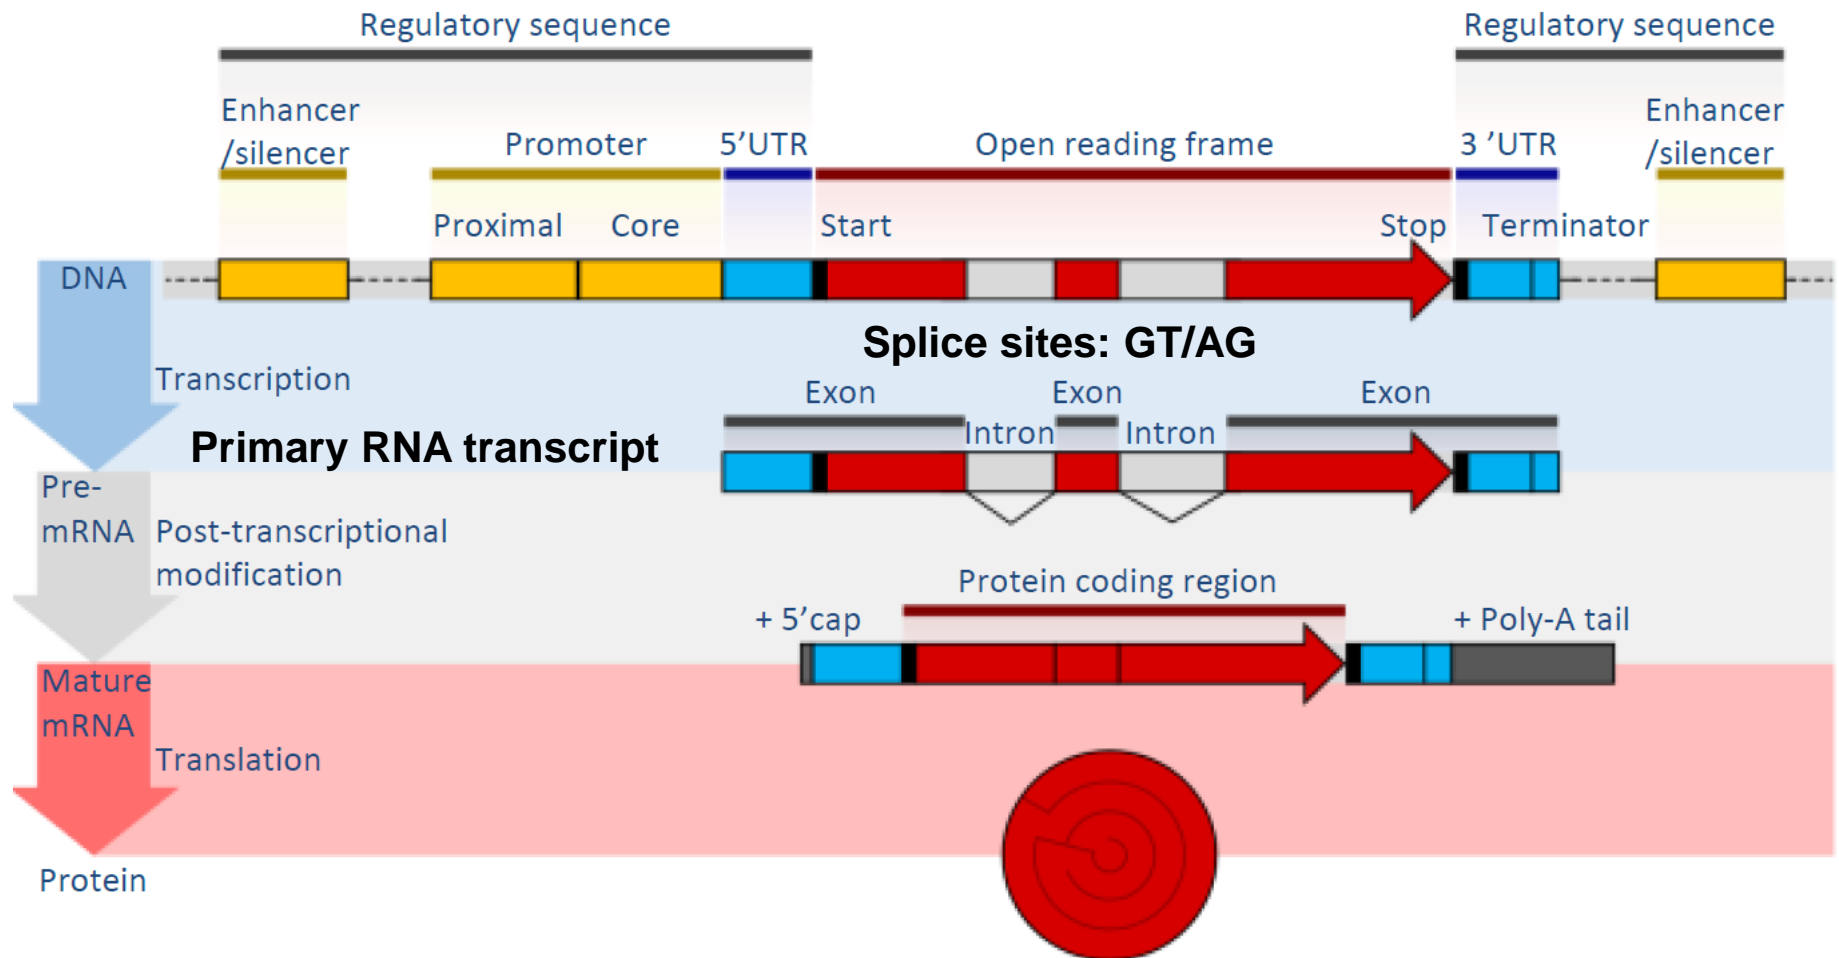 Regulatory sequence
Regulatory sequence
Enhancer
/silencer
Promoter
5’UTR
Open reading frame
3 ’UTR
Enhancer
/silencer
Proximal
Core
Start
Stop
Terminator
DNA
Splice sites: GT/AG
Transcription
Exon
Exon
Exon
Primary RNA transcript
Intron
Intron
Pre-
mRNA
Post-transcriptional
modification
Protein coding region
+ 5’cap
+ Poly-A tail
Mature
mRNA
Translation
Protein